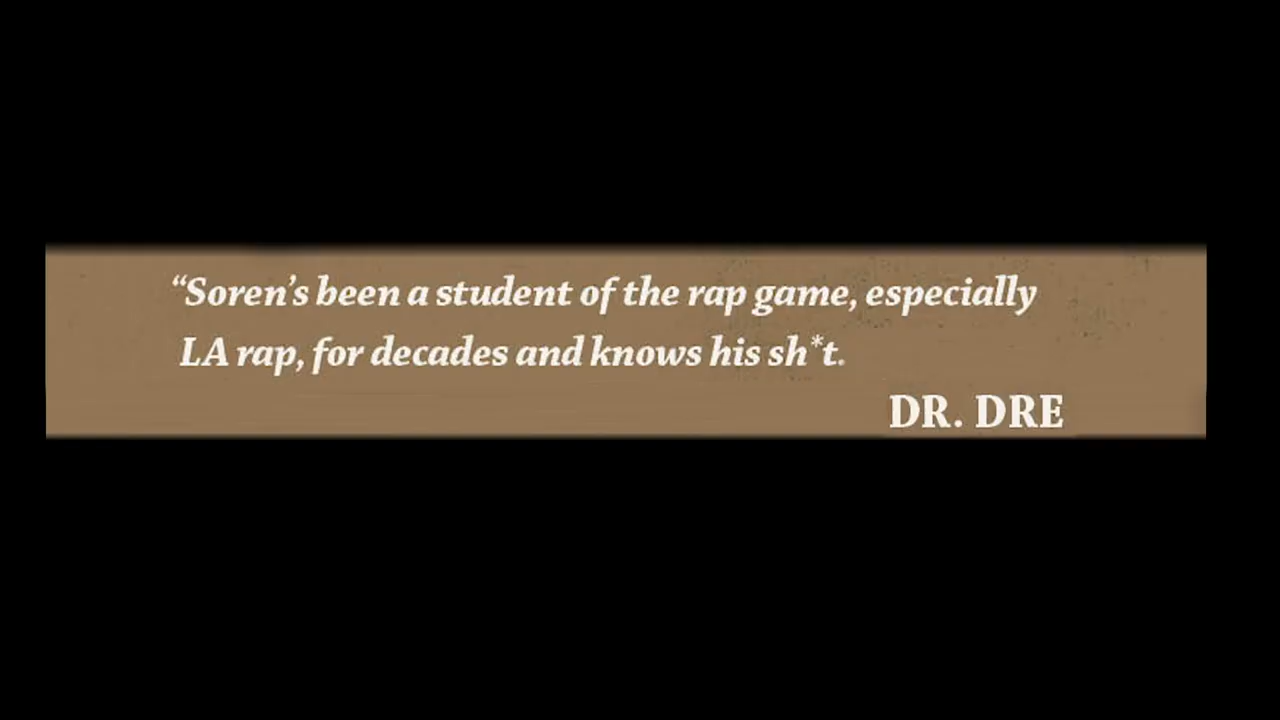 “Soren’s been a student of the rap game, especially
LA rap, for decades and knows his sh*t.
DR. DRE